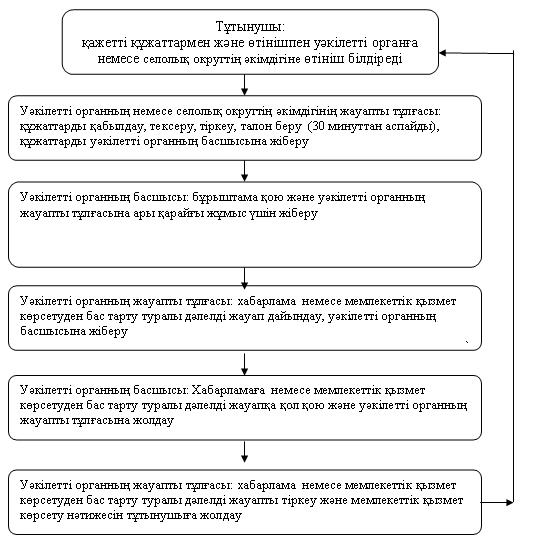 Тұтынушы:
қажетті құжаттармен және өтінішпен уәкілетті органға
немесе селолық округтің әкімдігіне өтініш білдіреді
Уәкілетті органның немесе селолық округтің әкімдігінің жауапты тұлғасы:
құжаттарды қабылдау, тексеру, тіркеу, талон беру (30 минуттан аспайды),
құжаттарды уәкілетті органның басшысына жіберу
Уәкілетті органның басшысы: бұрыштама қою және уәкілетті органның
жауапты тұлғасына ары қарайғы жұмыс үшін жіберу
Уәкілетті органның жауапты тұлғасы: хабарлама немесе мемлекеттік қызмет
көрсетуден бас тарту туралы дәлелді жауап дайындау, уәкілетті органның
басшысына жіберу
Уәкілетті органның басшысы: Хабарламаға немесе мемлекеттік қызмет
көрсетуден бас тарту туралы дәлелді жауапқа қол қою және уәкілетті органның
жауапты тұлғасына жолдау
Уәкілетті органның жауапты тұлғасы: хабарлама немесе мемлекеттік қызмет
көрсетуден бас тарту туралы дәлелді жауапты тіркеу және мемлекеттік қызмет
көрсету нәтижесін тұтынушыға жолдау